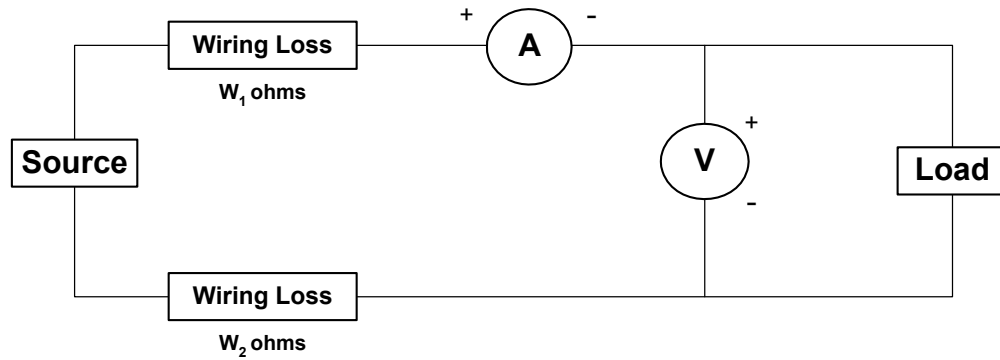 + A -
Wiring Loss
W₁ ohms
Source
V
+
-
Load
Wiring Loss
W₂ ohms